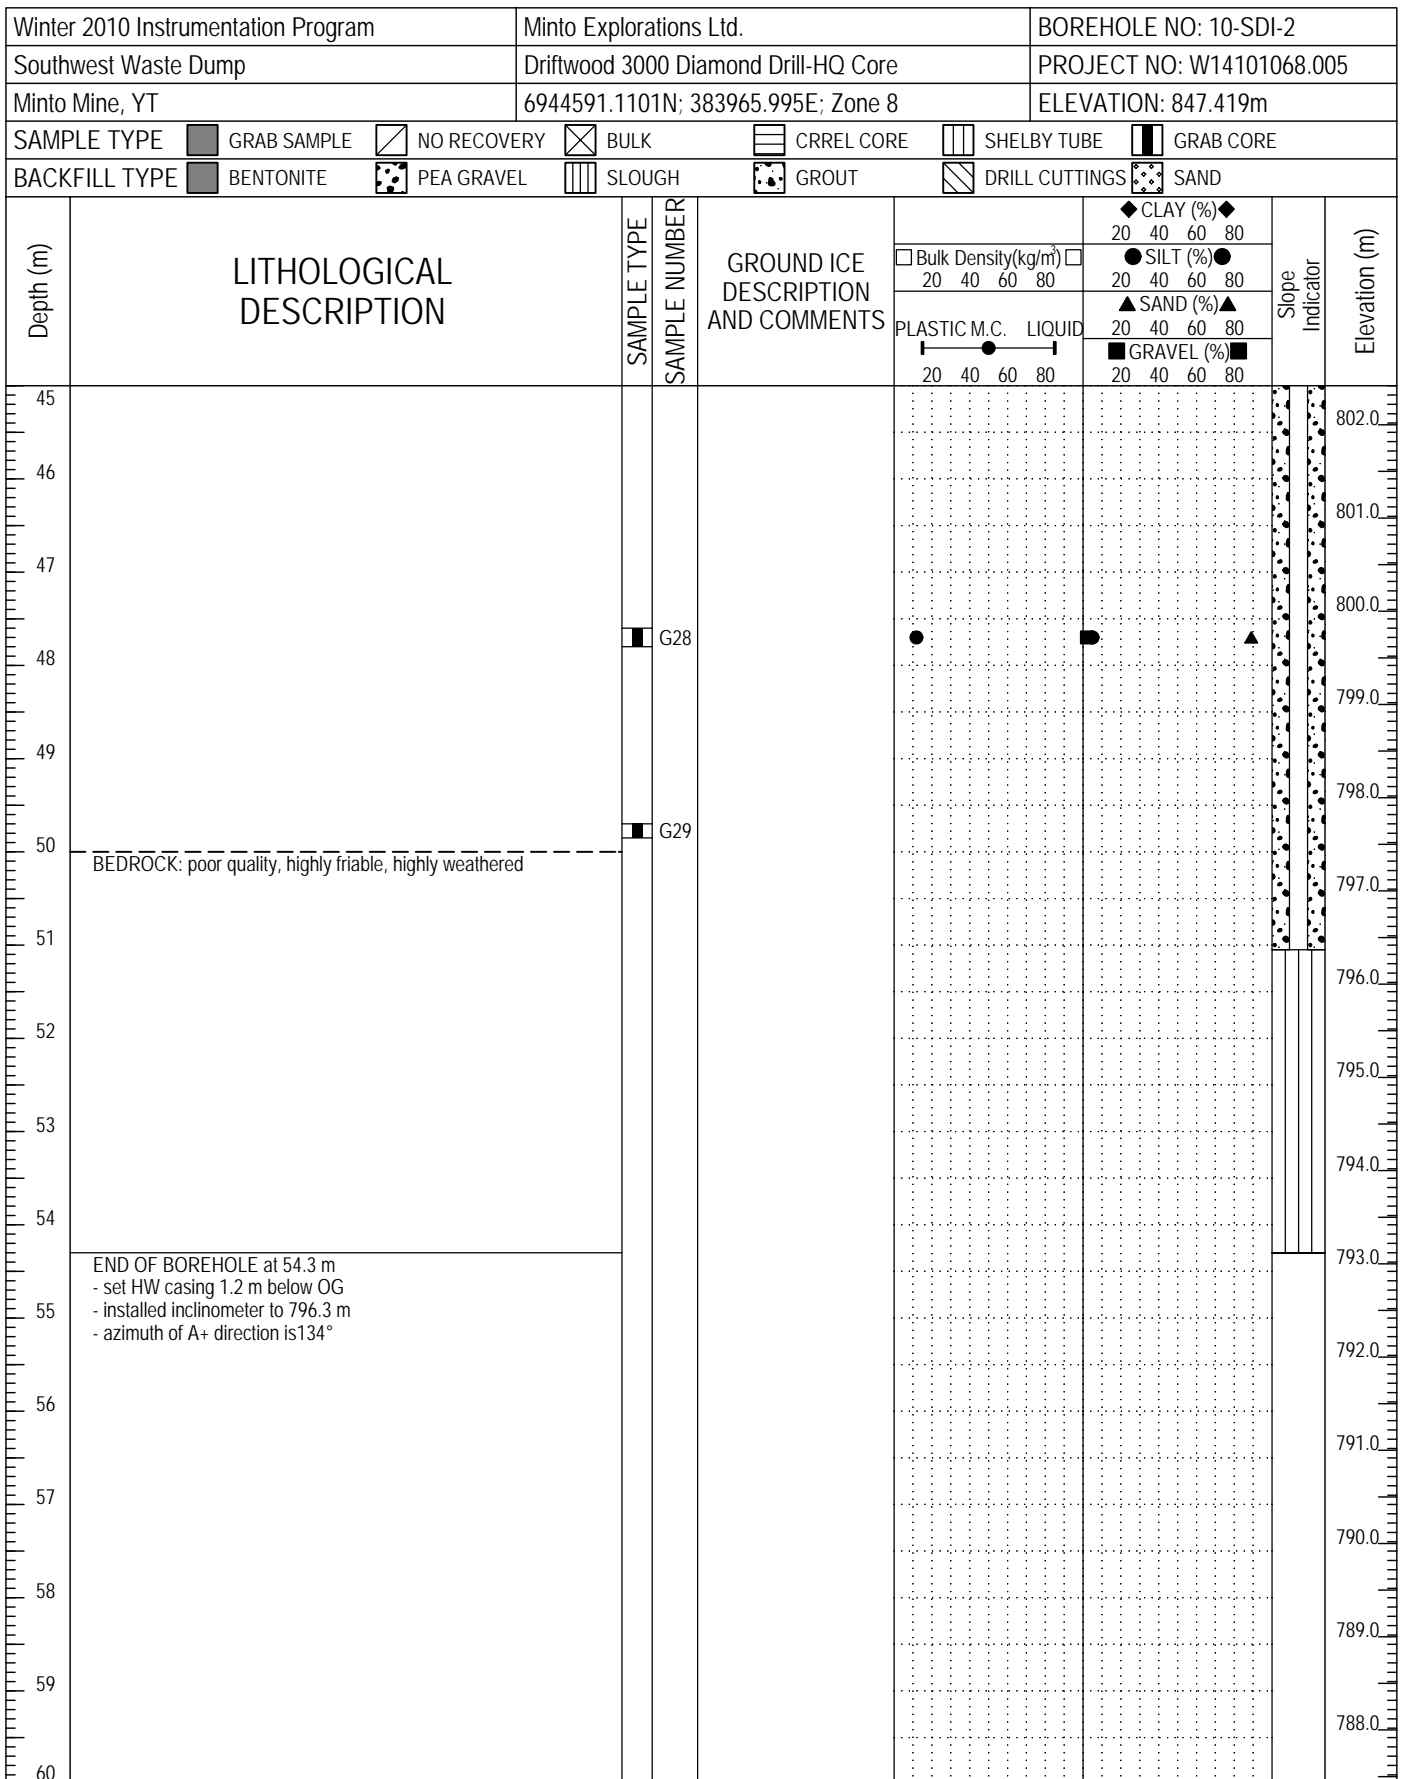 Winter 2010 Instrumentation Program
Minto Explorations Ltd.
BOREHOLE NO: 10-SDI-2
Southwest Waste Dump
Driftwood 3000 Diamond Drill-HQ Core
PROJECT NO: W14101068.005
Minto Mine, YT
6944591.1101N; 383965.995E; Zone 8
ELEVATION: 847.419m
SAMPLE TYPE GRAB SAMPLE NO RECOVERY BULK CRREL CORE SHELBY TUBE GRAB CORE
BACKFILL TYPE BENTONITE PEA GRAVEL SLOUGH GROUT DRILL CUTTINGS SAND
Depth (m)
LITHOLOGICAL
DESCRIPTION
SAMPLE TYPE
SAMPLE NUMBER
GROUND ICE
DESCRIPTION
AND COMMENTS
Bulk Density(kg/m³)
20 40 60 80
PLASTIC M.C. LIQUID
20 40 60 80
CLAY (%)
20 40 60 80
SILT (%)
20 40 60 80
SAND (%)
20 40 60 80
GRAVEL (%)
20 40 60 80
Slope
Indicator
Elevation (m)
45
802.0
46
801.0
47
800.0
G28
48
799.0
49
798.0
G29
50
BEDROCK: poor quality, highly friable, highly weathered
797.0
51
796.0
52
795.0
53
794.0
54
793.0
END OF BOREHOLE at 54.3 m
- set HW casing 1.2 m below OG
- installed inclinometer to 796.3 m
- azimuth of A+ direction is134°
55
792.0
56
791.0
57
790.0
58
789.0
59
788.0
60